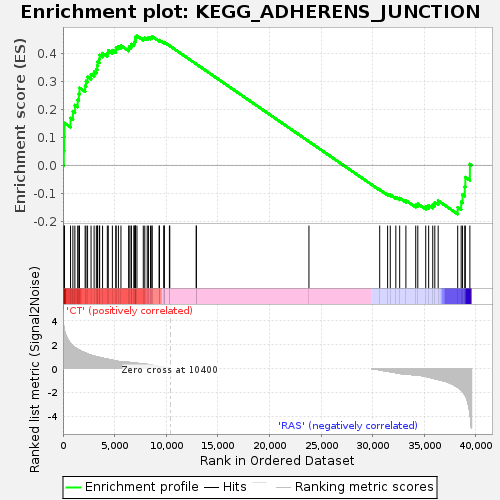 Enrichment plot: KEGG_ADHERENS_JUNCTION
Enrichment score (ES)
0.4
0.3
0.2
0.1
0.0
-0.1
-0.2
'CT' (positively correlated)
Ranked list metric (Signal2Noise)
4
2
0
-2
-4
Zero cross at 10400
'RAS' (negatively correlated)
0
5,000
10,000
15,000
20,000
25,000
30,000
35,000
40,000
Rank in Ordered Dataset
Enrichment profile
Hits
Ranking metric scores